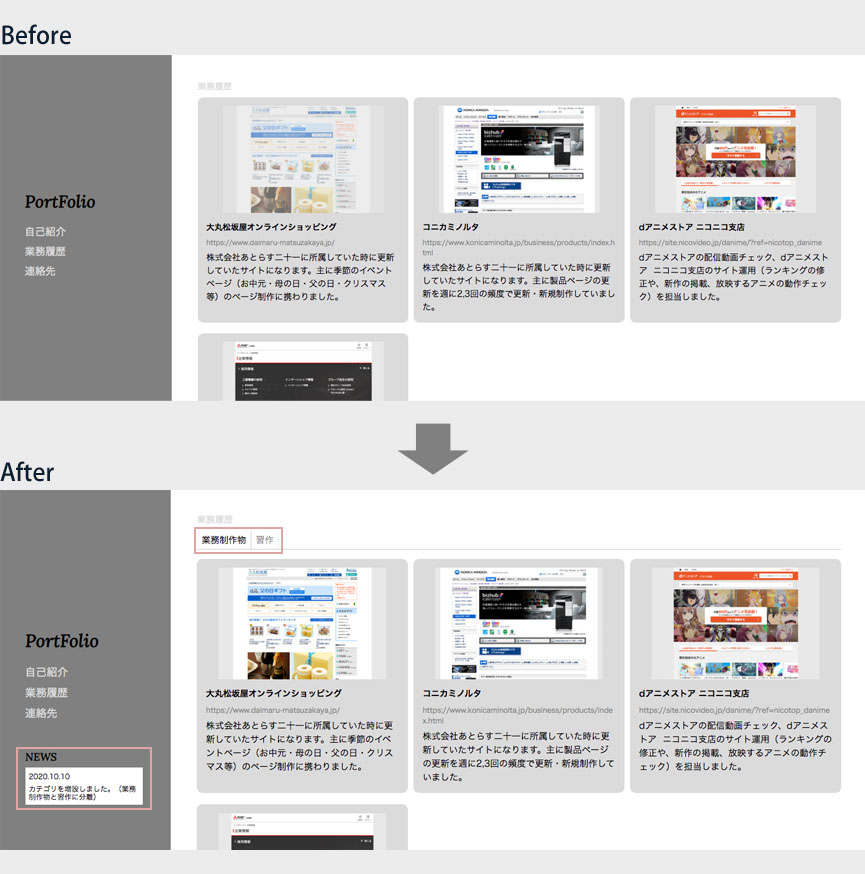 Before
PortFolio
自己紹介
業務履歴
連絡先
業務履歴
大丸松坂屋オンラインショッピング
https://www.daimaru-matsuzakaya.jp/
株式会社あとらす二十一に所属していた時に更新
していたサイトになります。主に季節のイベント
ページ（お中元・母の日・父の日・クリスマス
等）のページ制作に携わりました。
KONICA MINOLTA
bizhub
コニカミノルタ
https://www.konicaminolta.jp/business/products/index.h
tml
株式会社あとらす二十一に所属していた時に更新
していたサイトになります。主に製品ページの更
新を週に2,3回の頻度で更新・新規制作していまし
た。
dアニメストア ニコニコ支店
https://site.nicovideo.jp/danime/?ref=nicotop_danime
dアニメストアの配信動画チェック、dアニメスト
ア ニコニコ支店のサイト運用（ランキングの修
正や、新作の掲載、放映するアニメの動作チェッ
ク）を担当しました。
After
PortFolio
自己紹介
業務履歴
連絡先
NEWS
2020.10.10
カテゴリを増設しました。（業務
制作物と習作に分離）
業務履歴
業務制作物
習作
父の日ギフト
大丸松坂屋オンラインショッピング
https://www.daimaru-matsuzakaya.jp/
株式会社あとらす二十一に所属していた時に更
新していたサイトになります。主に季節のイベ
ントページ（お中元・母の日・父の日・クリス
マス等）のページ制作に携わりました。
KONICA MINOLTA
bizhub
コニカミノルタ
https://www.konicaminolta.jp/business/products/inde
x.html
株式会社あとらす二十一に所属していた時に更
新していたサイトになります。主に製品ページ
の更新を週に2,3回の頻度で更新・新規制作して
いました。
dアニメストア ニコニコ支店
https://site.nicovideo.jp/danime/?ref=nicotop_danime
dアニメストアの配信動画チェック、dアニメス
トア ニコニコ支店のサイト運用（ランキングの
修正や、新作の掲載、放映するアニメの動作チ
ェック）を担当しました。